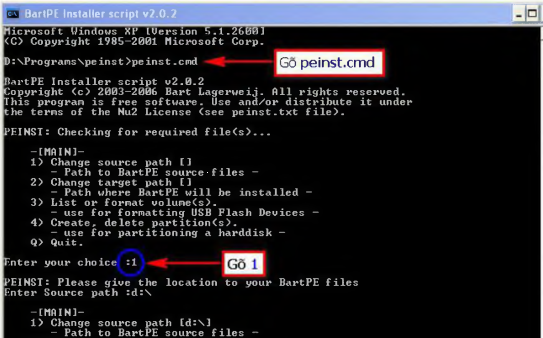 BartPE Installer script v2.0.2
Microsoft Windows XP [Version 5.1.2600]
(C) Copyright 1985-2001 Microsoft Corp.
D:\Programs\peinst>peinst.cmd
Gõ peinst.cmd
BartPE Installer script v2.0.2
Copyright (c) 2003-2006 Bart Lagerweij. All rights reserved.
This program is free software. Use and/or distribute it under
the terms of the Nu2 License (see peinst.txt file).
PEINST: Checking for required file(s)...
-[MAIN]-
1) Change source path []
- Path to BartPE source files -
2) Change target path []
- Path where BartPE will be installed -
3) List or format volume(s).
- use for formatting USB Flash Devices -
4) Create, delete partition(s).
- use for partitioning a harddisk -
Q) Quit.
Enter your choice :1
Gõ 1
PEINST: Please give the location to your BartPE files
Enter Source path :d:\
-[MAIN]-
1) Change source path [d:\]
- Path to BartPE source files -